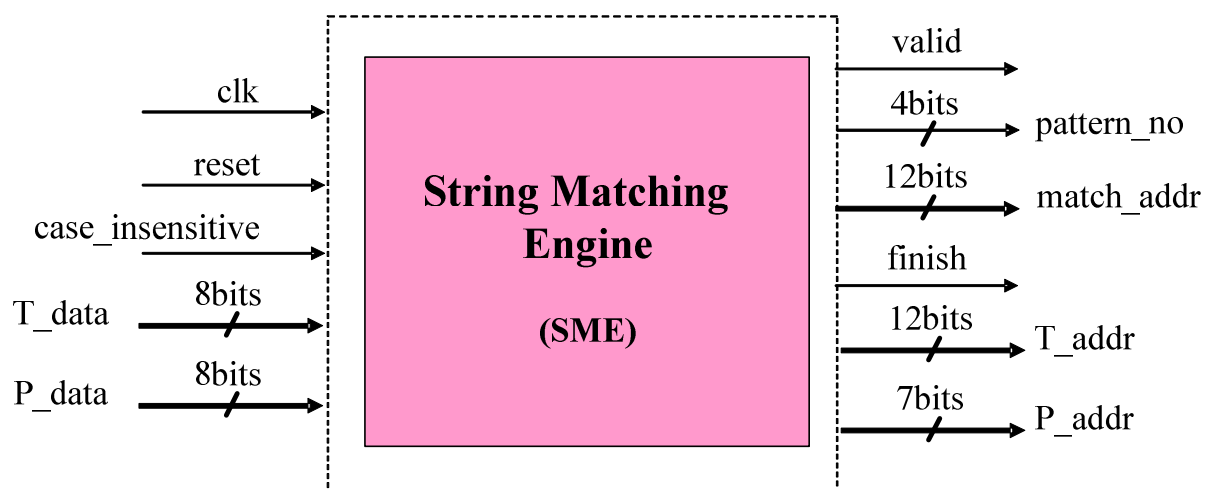 clk
reset
case_insensitive
8bits
T_data
8bits
P_data
String Matching
Engine
(SME)
valid
4bits
pattern_no
12bits
match_addr
finish
12bits
T_addr
7bits
P_addr